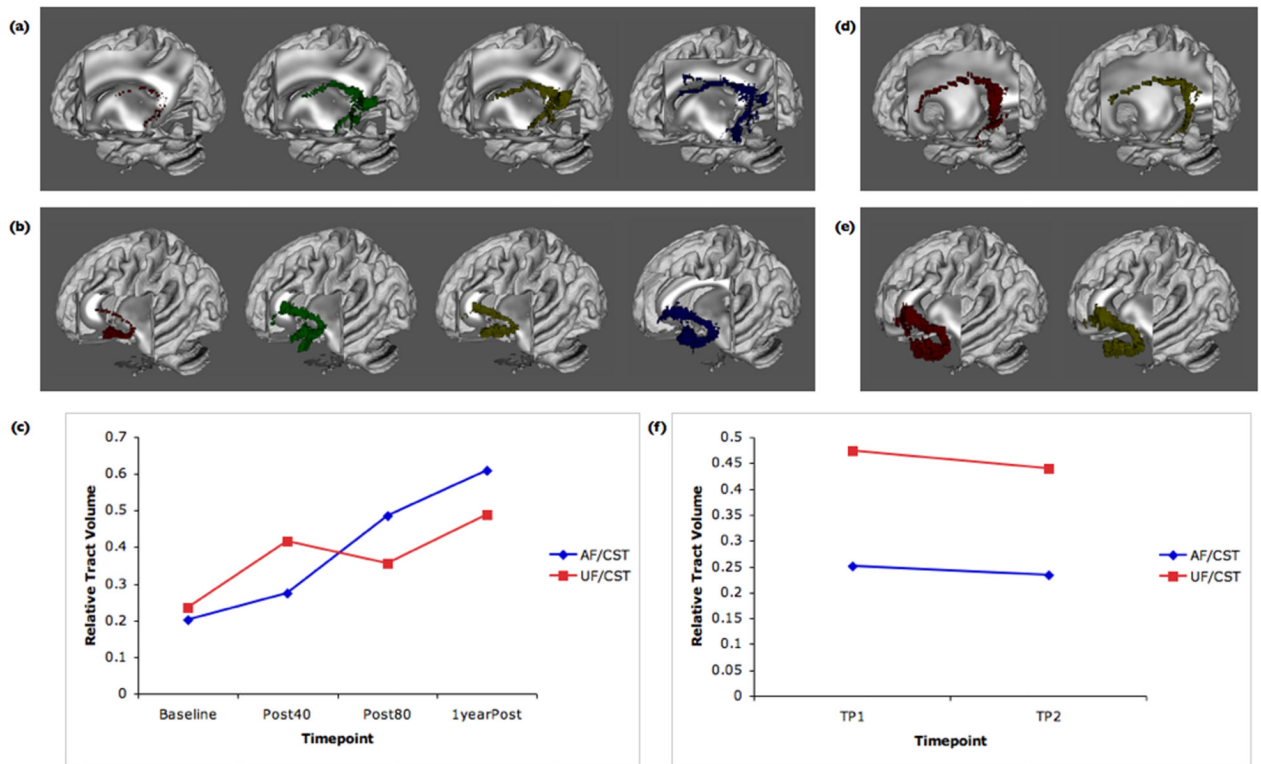 (a)
(d)
(b)
(e)
(c)
0.7
0.6
0.5
0.4
0.3
0.2
0.1
0
Relative Tract Volume
Baseline Post40 Post80 1yearPost
Timepoint
AF/CST
UF/CST
(f)
0.5
0.45
0.4
0.35
0.3
0.25
0.2
0.15
0.1
0.05
0
Relative Tract Volume
TP1 TP2
Timepoint
AF/CST
UF/CST